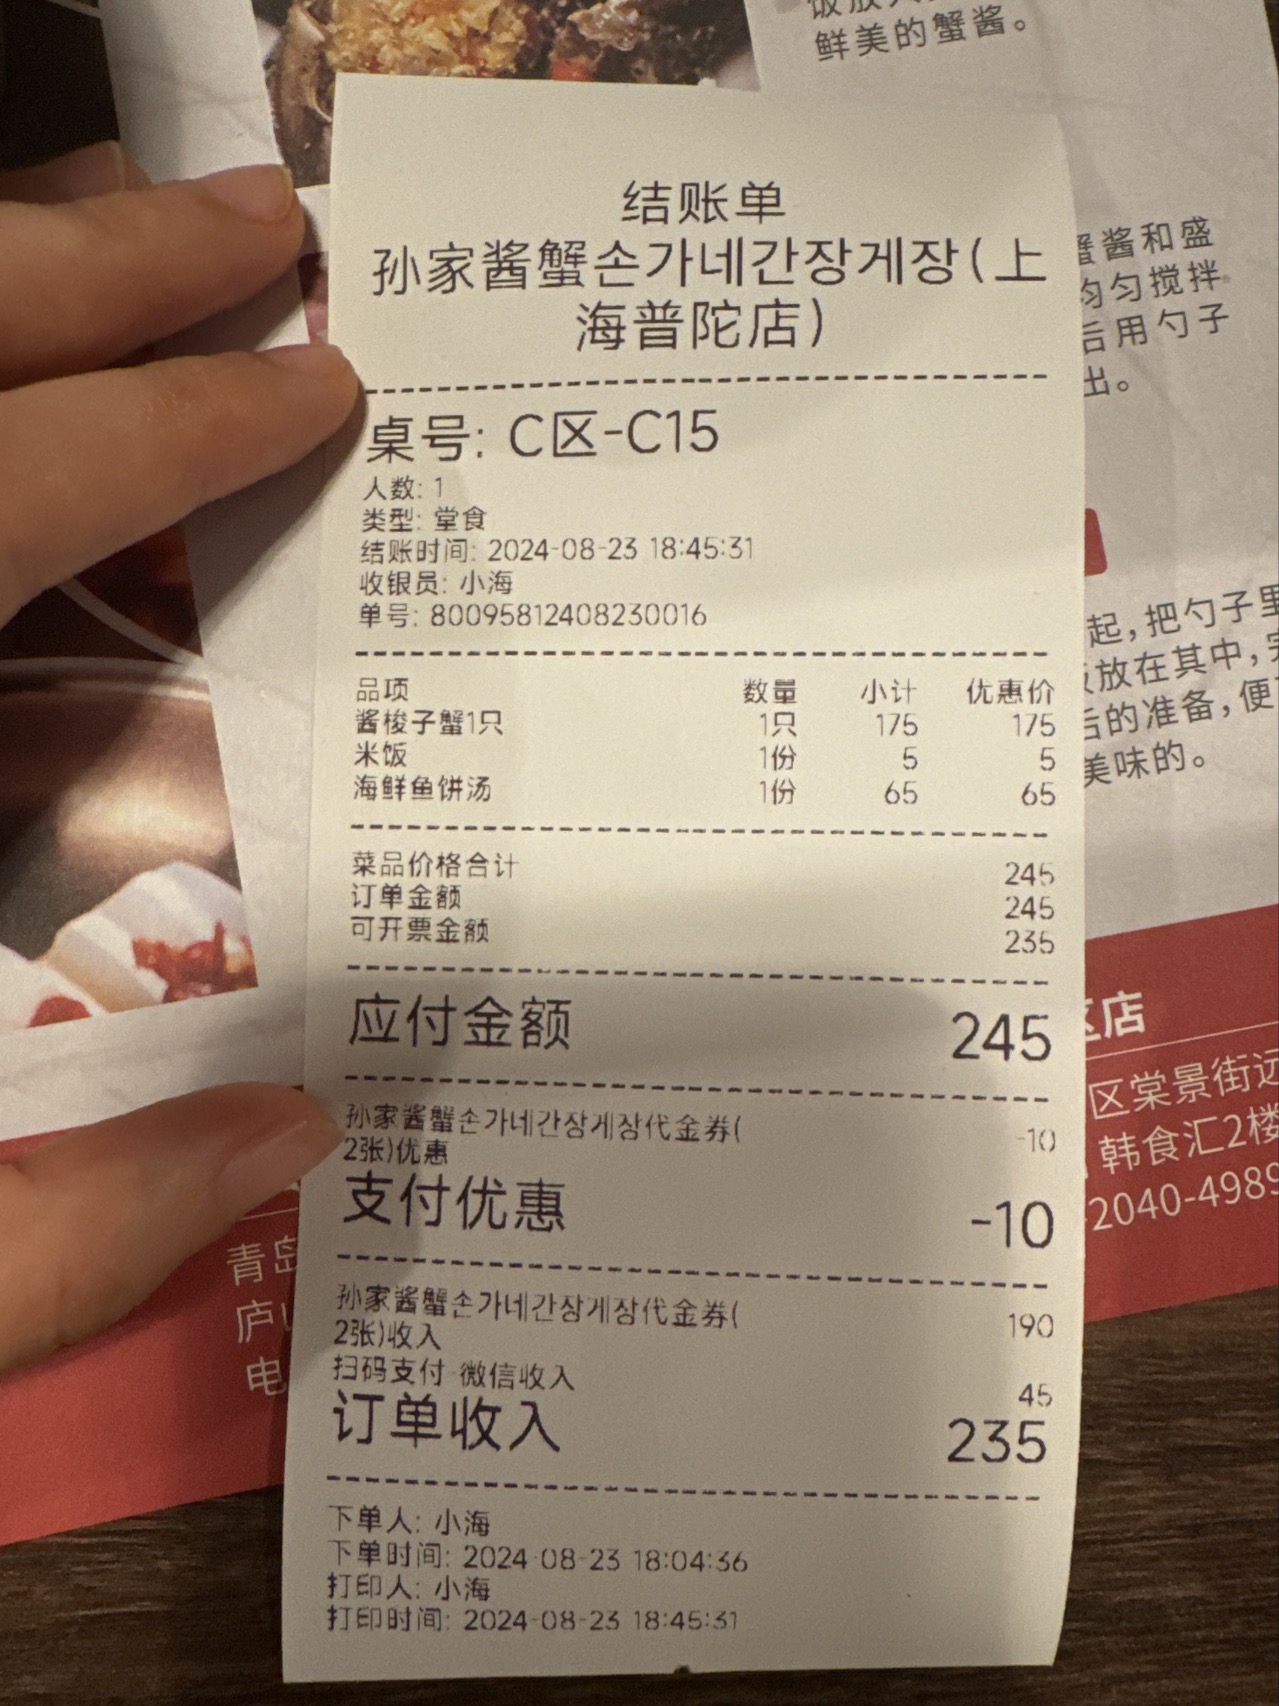 鲜美的蟹酱。
结账单
孙家酱蟹손가네간장게장(上
海普陀店)
桌号: C区-C15
人数: 1
类型: 堂食
结账时间: 2024-08-23 18:45:31
收银员: 小海
单号: 80095812408230016
品项 数量 小计 优惠价
酱梭子蟹1只 1只 175 175
米饭 1份 5 5
海鲜鱼饼汤 1份 65 65
菜品价格合计 245
订单金额 245
可开票金额 235
应付金额 245
孙家酱蟹손가네간장게장代金券( -10
2张)优惠
支付优惠 -10
孙家酱蟹손가네간장게장代金券( 190
2张)收入
扫码支付-微信收入 45
订单收入 235
下单人: 小海
下单时间: 2024-08-23 18:04:36
打印人: 小海
打印时间: 2024-08-23 18:45:31
蟹酱和盛
均匀搅拌
后用勺子
出。
起,把勺子里
放在其中,
后的准备,便
美味的。
区店
区棠景街远
韩食汇2楼
2040-4989
青岛
庐山
电